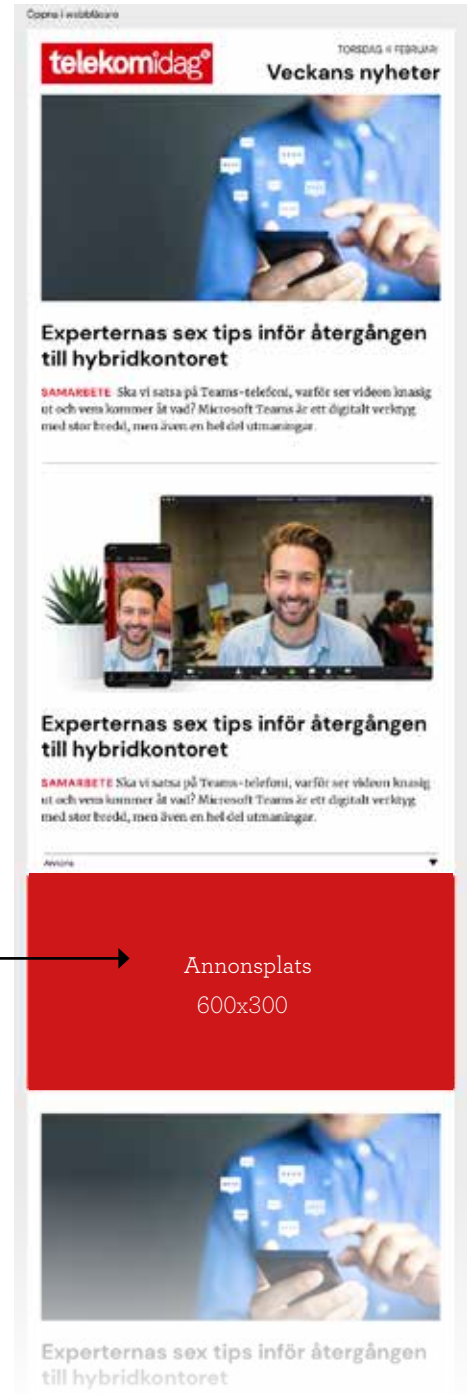 Öppna i webbläsare
telekomidag
TORSDAG 4 FEBRUARI
Veckans nyheter
Experternas sex tips inför återgången
till hybridkontoret
SAMARBETE Ska vi satsa på Teams-telefoni, varför ser videon knasig
ut och vem kommer åt vad? Microsoft Teams är ett digitalt verktyg
med stor bredd, men även en hel del utmaningar.
Experternas sex tips inför återgången
till hybridkontoret
SAMARBETE Ska vi satsa på Teams-telefoni, varför ser videon knasig
ut och vem kommer åt vad? Microsoft Teams är ett digitalt verktyg
med stor bredd, men även en hel del utmaningar.
Annons
Annonsplats
600x300
Experternas sex tips inför återgången
till hybridkontoret